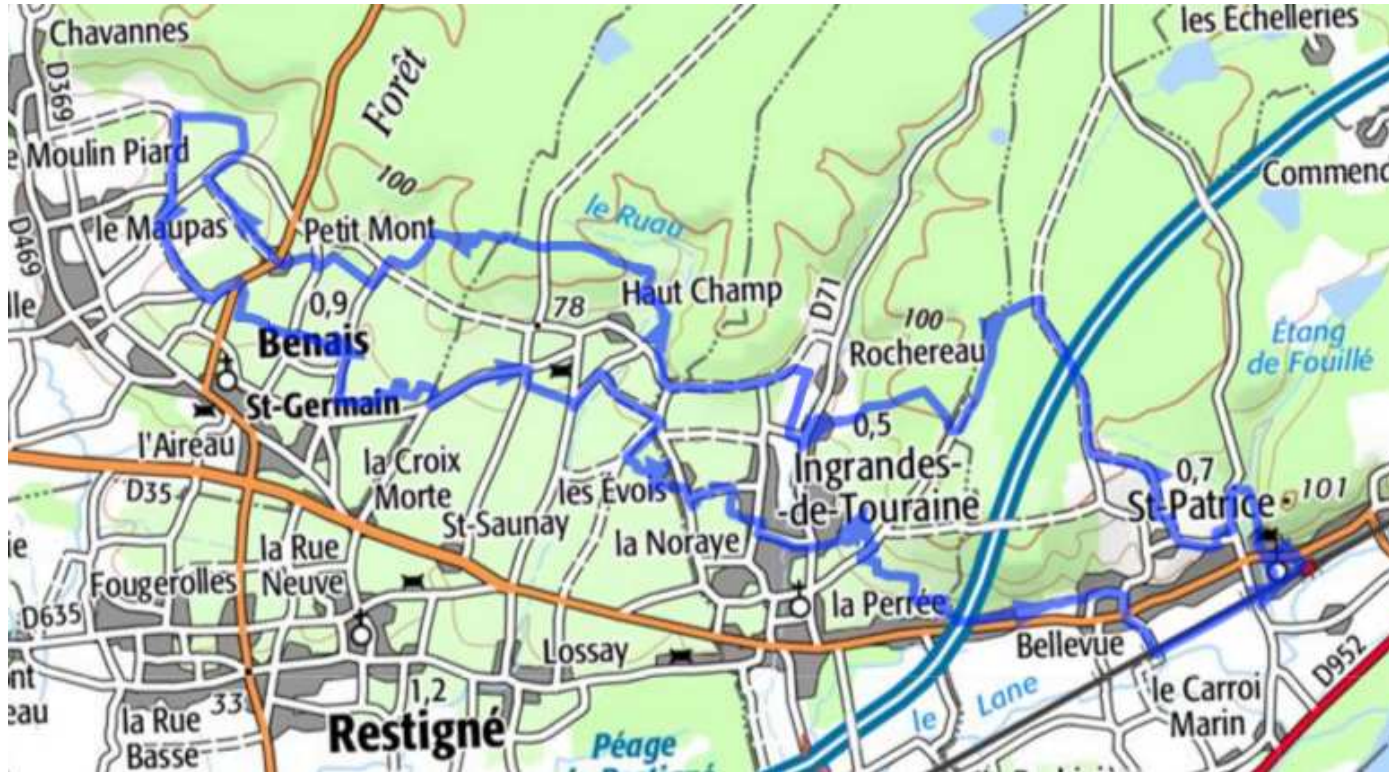 Chavannes
les Echelleries
D369
Forêt
Moulin Piard
100
le Ruau
le Maupas
Petit Mont
D469
Haut Champ
D71
0,9
78
100
Benais
Rochereau
Étang
de Fouillé
St-Germain
0,5
l'Aireau
la Croix
Morte
D35
les Évois
Ingrandes-
-de-Touraine
0,7
St-Patrice
101
St-Saunay
la Noraye
la Rue
Neuve
Fougerolles
la Perrée
D635
Lossay
Bellevue
D952
le Lane
le Carroi
Marin
1,2
33
la Rue
Basse
Restigné
Péage